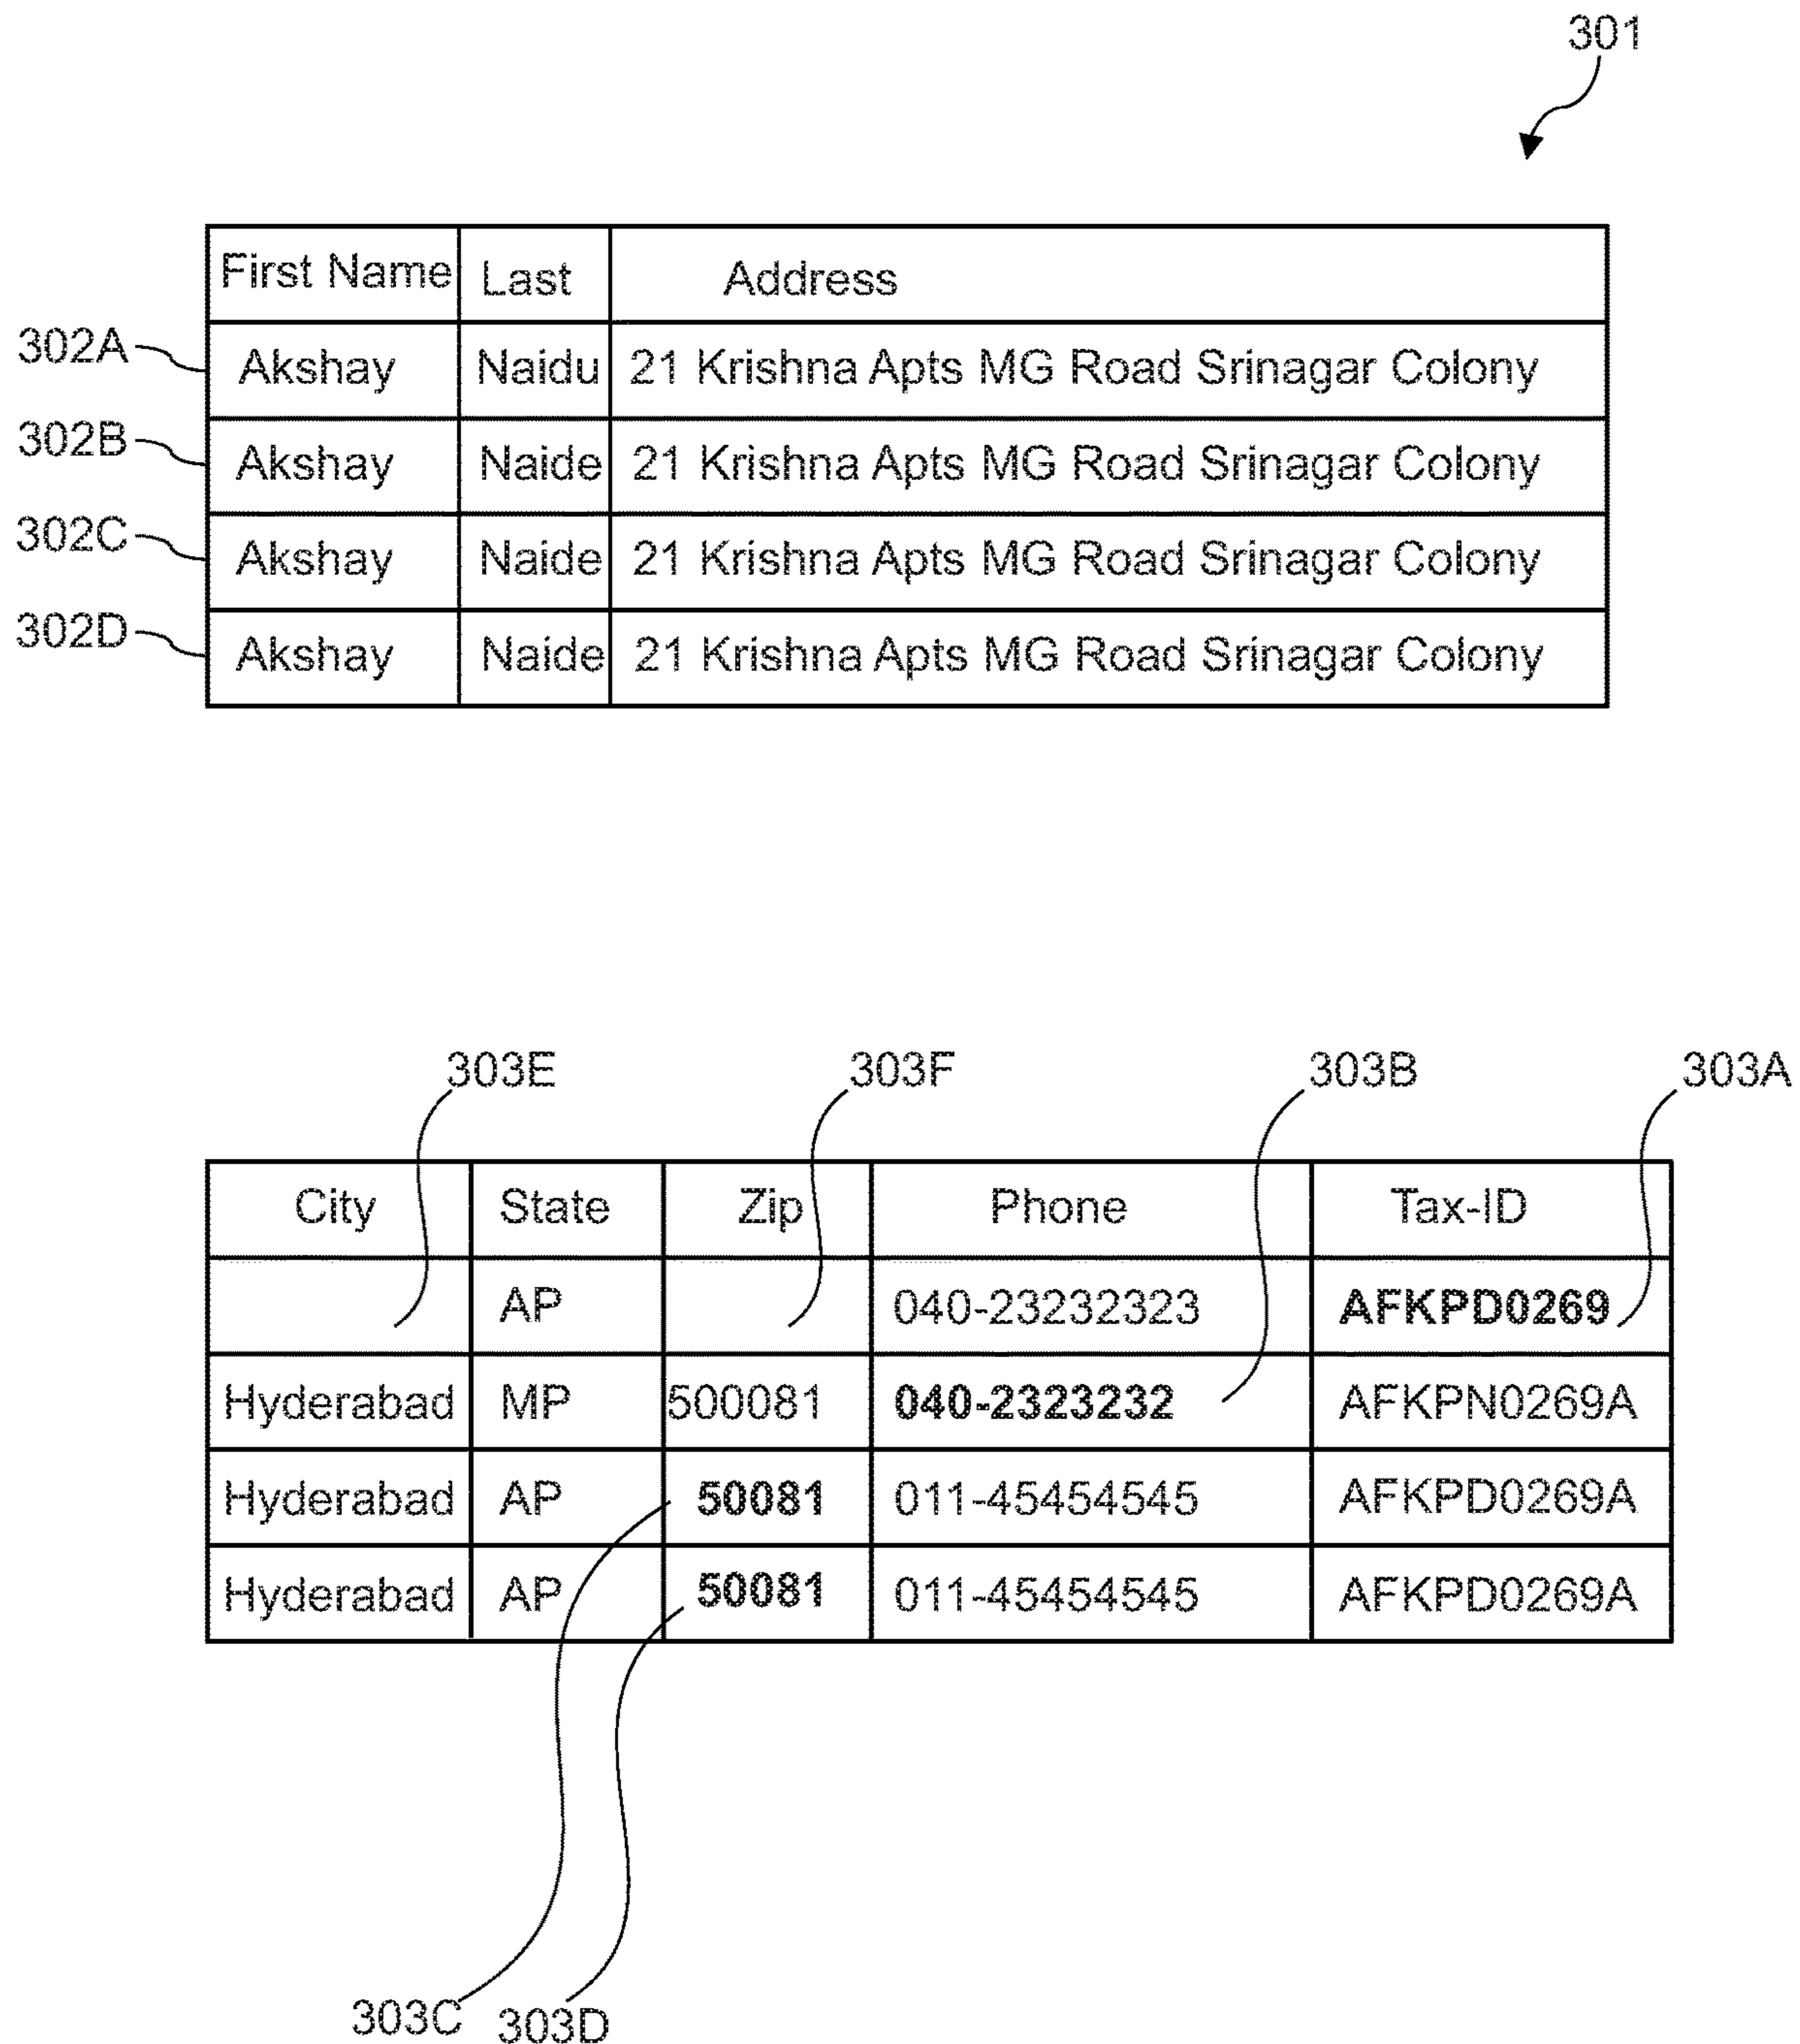 301
First Name Last Address
302A Akshay Naidu 21 Krishna Apts MG Road Srinagar Colony
302B Akshay Naide 21 Krishna Apts MG Road Srinagar Colony
302C Akshay Naide 21 Krishna Apts MG Road Srinagar Colony
302D Akshay Naide 21 Krishna Apts MG Road Srinagar Colony
303E 303F 303B 303A
City State Zip Phone Tax-ID
AP 040-23232323 AFKPD0269
Hyderabad MP 500081 040-2323232 AFKPN0269A
Hyderabad AP 50081 011-45454545 AFKPD0269A
Hyderabad AP 50081 011-45454545 AFKPD0269A
303C 303D